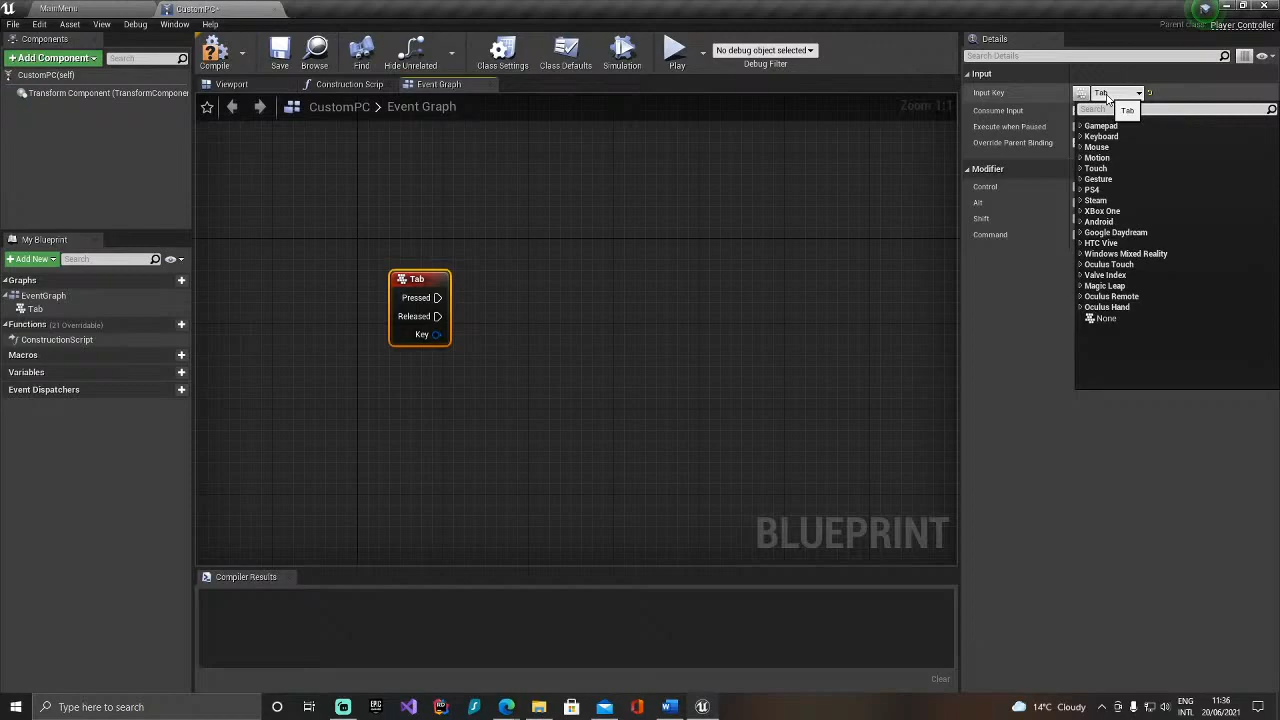 MainMenu
CustomPC*
File Edit Asset View Debug Window Help
Parent class: Player Controller
Components
+ Add Component
Search
CustomPC(self)
Transform Component (TransformComponen
My Blueprint
+ Add New
Search
Graphs
EventGraph
Tab
Functions (21 Overridable)
ConstructionScript
Macros
Variables
Event Dispatchers
Compile
Save
Browse
Find
Hide Unrelated
Class Settings
Class Defaults
Simulation
Play
No debug object selected
Debug Filter
Viewport
Construction Scrip
Event Graph
CustomPC > Event Graph
Zoom 1:1
Tab
Pressed
Released
Key
BLUEPRINT
Compiler Results
Clear
Details
Search Details
Input
Input Key
Tab
Consume Input
Execute when Paused
Override Parent Binding
Modifier
Control
Alt
Shift
Command
Search
Tab
Gamepad
Keyboard
Mouse
Motion
Touch
Gesture
PS4
Steam
XBox One
Android
Google Daydream
HTC Vive
Windows Mixed Reality
Oculus Touch
Valve Index
Magic Leap
Oculus Remote
Oculus Hand
None
Type here to search
14°C Cloudy
ENG
INTL
11:36
20/06/2021